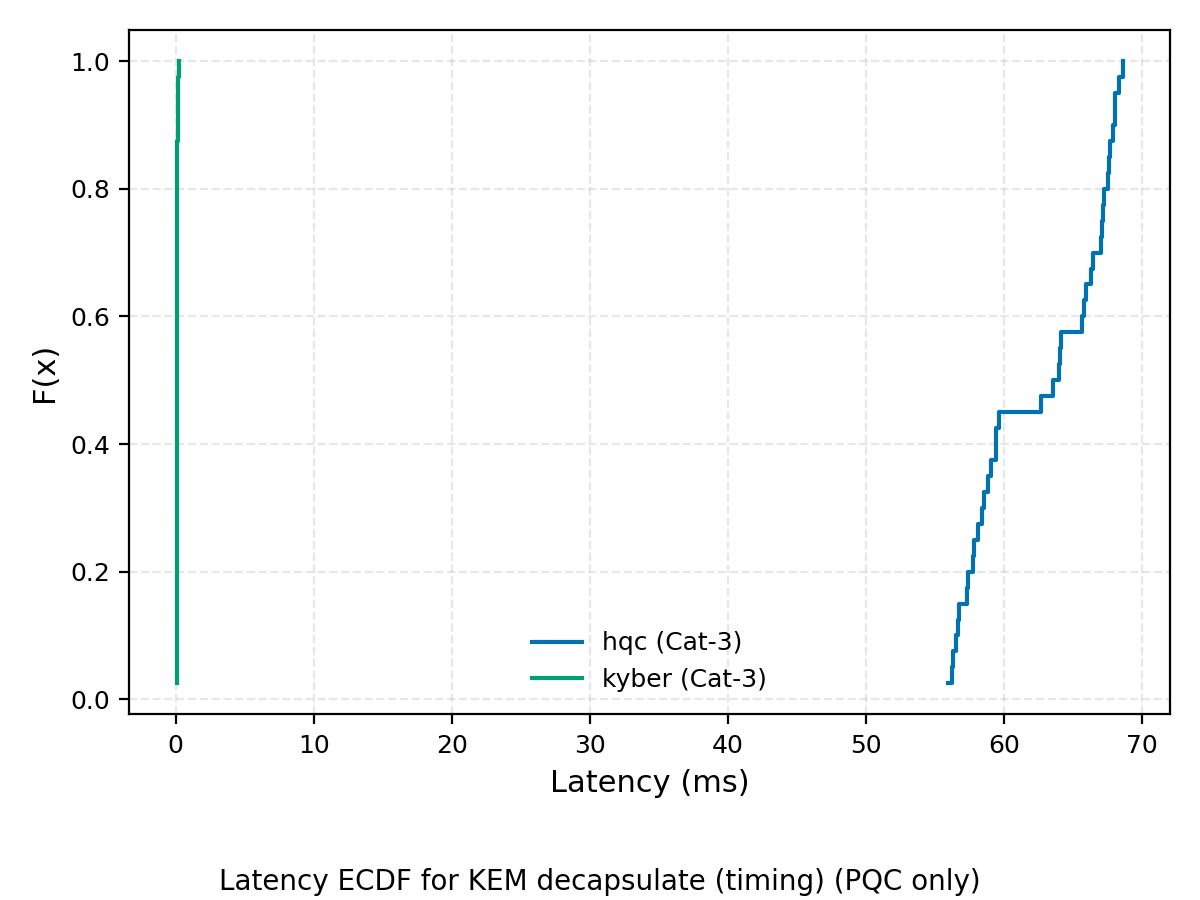 1.0
0.8
0.6
0.4
0.2
0.0
F(x)
hqc (Cat-3)
kyber (Cat-3)
0 10 20 30 40 50 60 70
Latency (ms)
Latency ECDF for KEM decapsulate (timing) (PQC only)